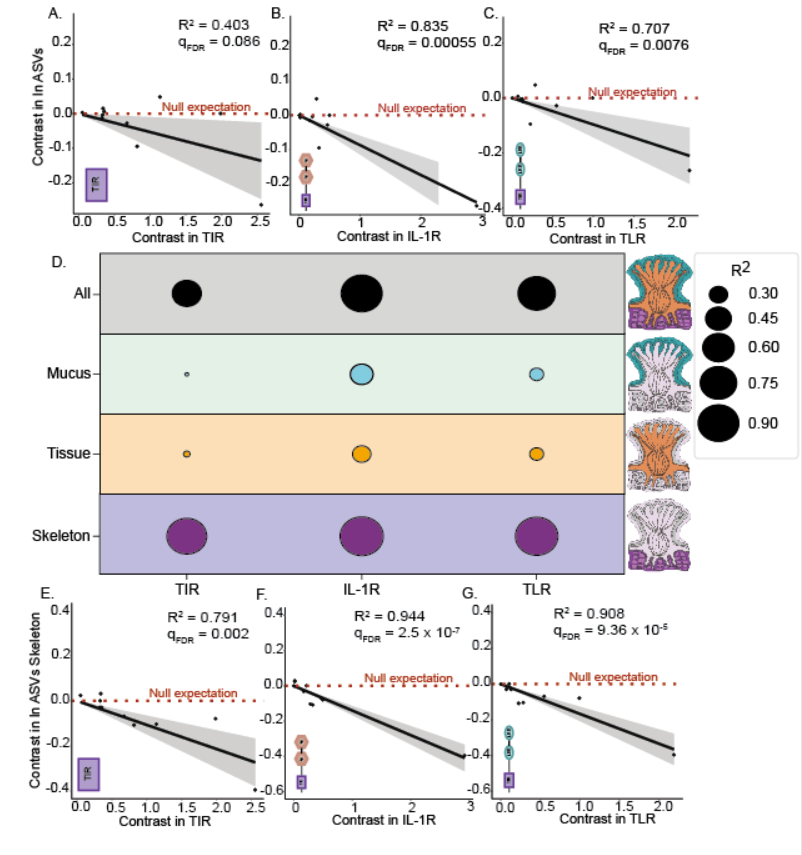 A.
R² = 0.403
qFDR = 0.086
Contrast in ln ASVs
0.2
0.1
0.0
-0.1
-0.2
Null expectation
TIR
0.0 0.5 1.0 1.5 2.0 2.5
Contrast in TIR
B.
R² = 0.835
qFDR = 0.00055
0.2
0.1
0.0
-0.1
-0.2
Null expectation
0 1 2 3
Contrast in IL-1R
C.
R² = 0.707
qFDR = 0.0076
0.2
0.0
-0.2
-0.4
Null expectation
0.0 0.5 1.0 1.5 2.0
Contrast in TLR
D.
All
Mucus
Tissue
Skeleton
TIR IL-1R TLR
R²
0.30
0.45
0.60
0.75
0.90
E.
R² = 0.791
qFDR = 0.002
Contrast in ln ASVs Skeleton
0.4
0.2
0.0
-0.2
-0.4
Null expectation
TIR
0.0 0.5 1.0 1.5 2.0 2.5
Contrast in TIR
F.
R² = 0.944
qFDR = 2.5 x 10⁻⁷
0.4
0.2
0.0
-0.2
-0.4
-0.6
Null expectation
0 1 2 3
Contrast in IL-1R
G.
R² = 0.908
qFDR = 9.36 x 10⁻⁵
0.4
0.2
0.0
-0.2
-0.4
-0.6
Null expectation
0.0 0.5 1.0 1.5 2.0
Contrast in TLR